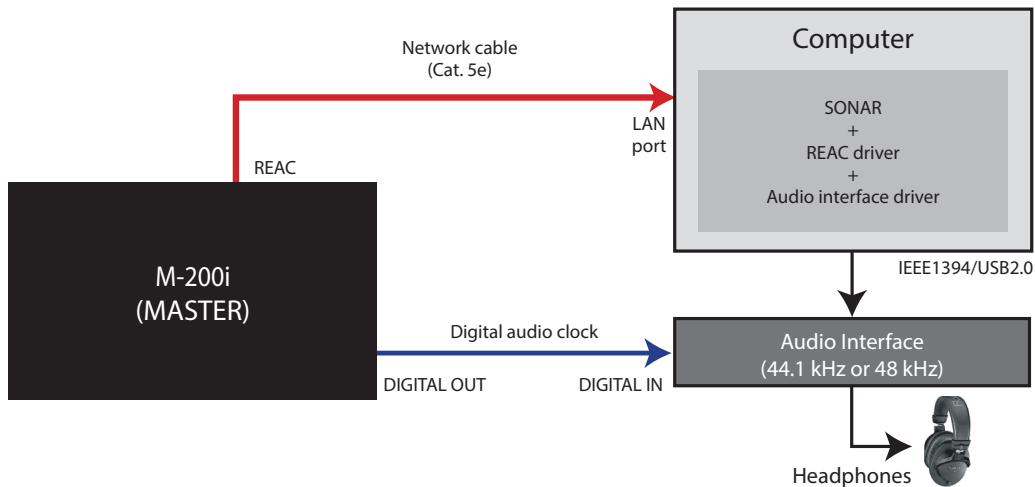 Computer
Network cable
(Cat. 5e)
SONAR
+
REAC driver
+
Audio interface driver
LAN
port
REAC
M-200i
(MASTER)
IEEE1394/USB2.0
Digital audio clock
Audio Interface
(44.1 kHz or 48 kHz)
DIGITAL OUT
DIGITAL IN
Headphones